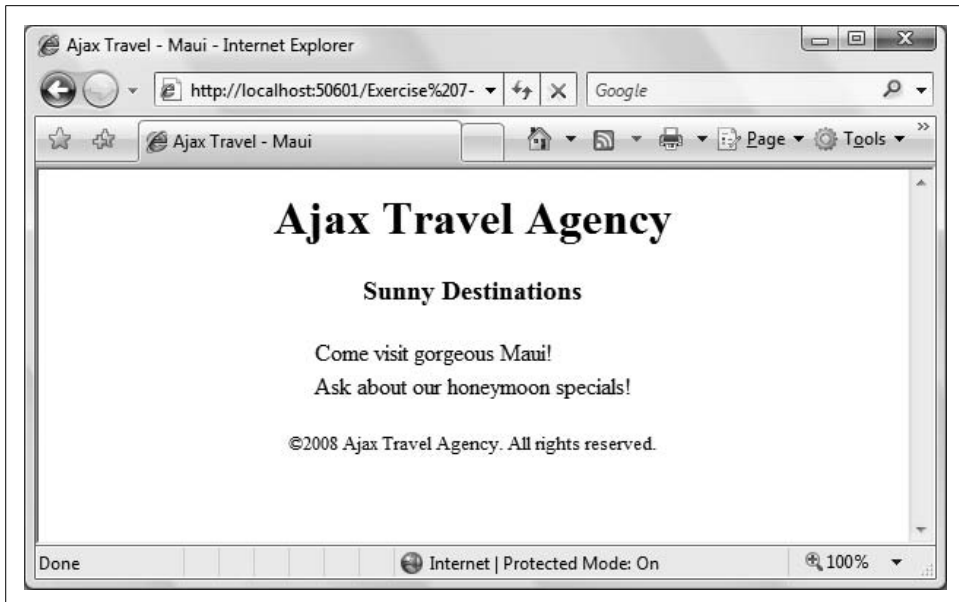 Ajax Travel - Maui - Internet Explorer
http://localhost:50601/Exercise%207-
Google
Ajax Travel - Maui
Page
Tools
»
Ajax Travel Agency
Sunny Destinations
Come visit gorgeous Maui!
Ask about our honeymoon specials!
©2008 Ajax Travel Agency. All rights reserved.
Done
Internet | Protected Mode: On
100%